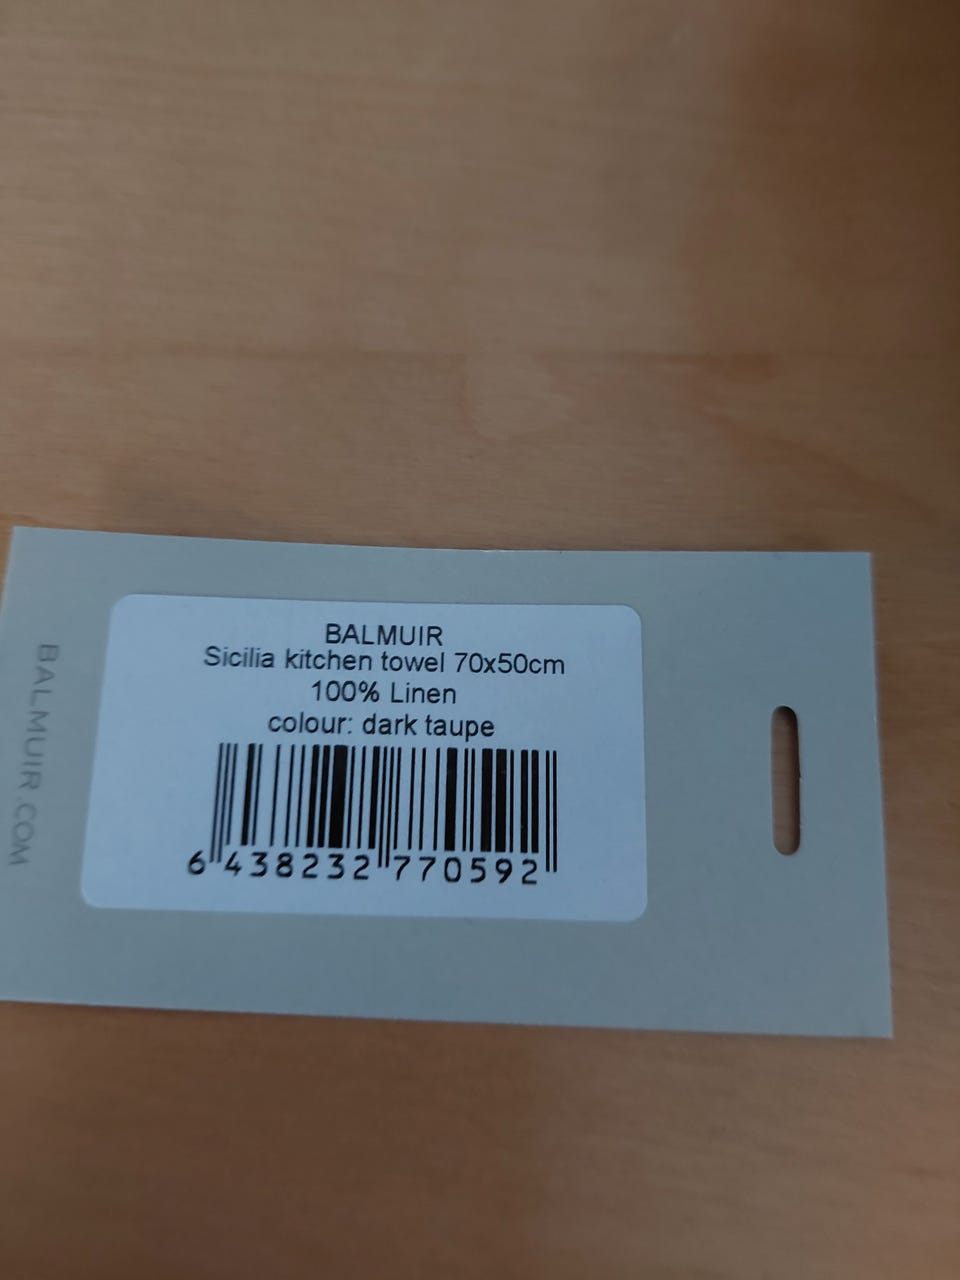 BALMUIR
Sicilia kitchen towel 70x50cm
100% Linen
colour: dark taupe
6 438232 770592
BALMUIR.COM